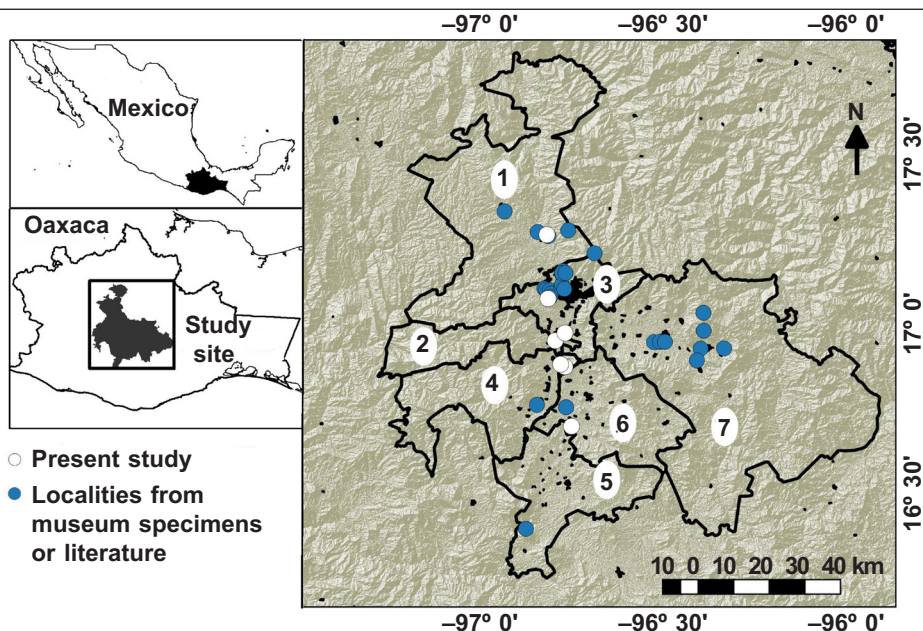 –97º 0' –96º 30' –96º 0'
Mexico
N
17º 30'
1
Oaxaca
3
Study
site
17º 0'
2
4
6
7
Present study
5
Localities from
museum specimens
or literature
16º 30'
10 0 10 20 30 40 km
–97º 0' –96º 30' –96º 0'